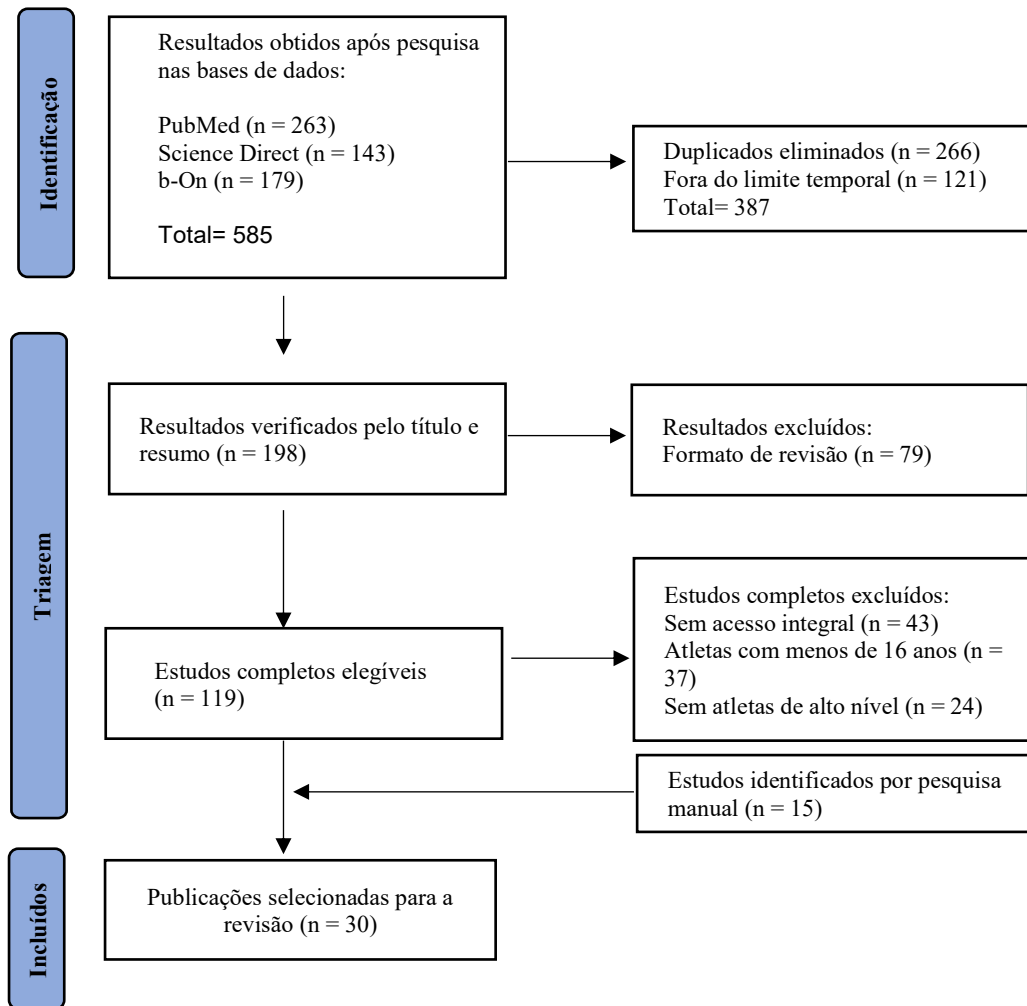 Identificação
Resultados obtidos após pesquisa
nas bases de dados:
PubMed (n = 263)
Science Direct (n = 143)
b-On (n = 179)
Total= 585
Duplicados eliminados (n = 266)
Fora do limite temporal (n = 121)
Total= 387
Triagem
Resultados verificados pelo título e
resumo (n = 198)
Resultados excluídos:
Formato de revisão (n = 79)
Estudos completos elegíveis
(n = 119)
Estudos completos excluídos:
Sem acesso integral (n = 43)
Atletas com menos de 16 anos (n =
37)
Sem atletas de alto nível (n = 24)
Estudos identificados por pesquisa
manual (n = 15)
Incluídos
Publicações selecionadas para a
revisão (n = 30)